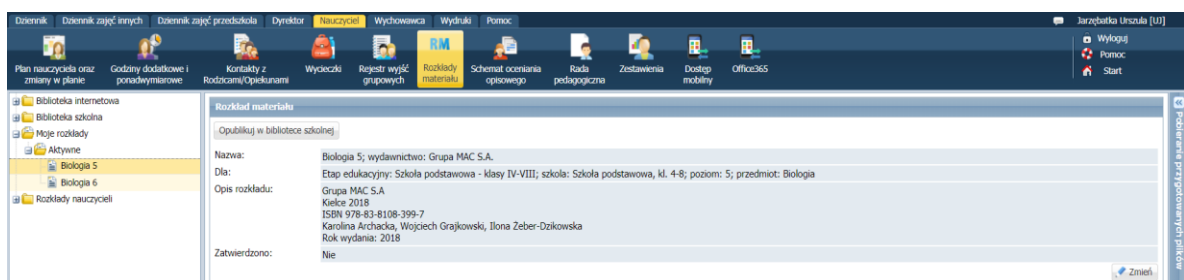 Dziennik Dziennik zajęć innych Dziennik zajęć przedszkola Dyrektor Nauczyciel Wychowawca Wydruki Pomoc Jarzębatka Urszula [UJ]
Plan nauczyciela oraz zmiany w planie
Godziny dodatkowe i ponadwymiarowe
Kontakty z Rodzicami/Opiekunami
Wycieczki
Rejestr wyjść grupowych
RM
Rozkłady materiału
Schemat oceniania opisowego
Rada pedagogiczna
Zestawienia
Dostęp mobilny
Office365
Wyloguj
Pomoc
Start
Biblioteka internetowa
Biblioteka szkolna
Moje rozkłady
Aktywne
Biologia 5
Biologia 6
Rozkłady nauczycieli
Rozkład materiału
Opublikuj w bibliotece szkolnej
Nazwa: Biologia 5; wydawnictwo: Grupa MAC S.A.
Dla: Etap edukacyjny: Szkoła podstawowa - klasy IV-VIII; szkoła: Szkoła podstawowa, kl. 4-8; poziom: 5; przedmiot: Biologia
Opis rozkładu: Grupa MAC S.A
Kielce 2018
ISBN 978-83-8108-399-7
Karolina Archacka, Wojciech Grajkowski, Ilona Żeber-Dzikowska
Rok wydania: 2018
Zatwierdzono: Nie
Zmień
Pobieranie przygotowanych plików